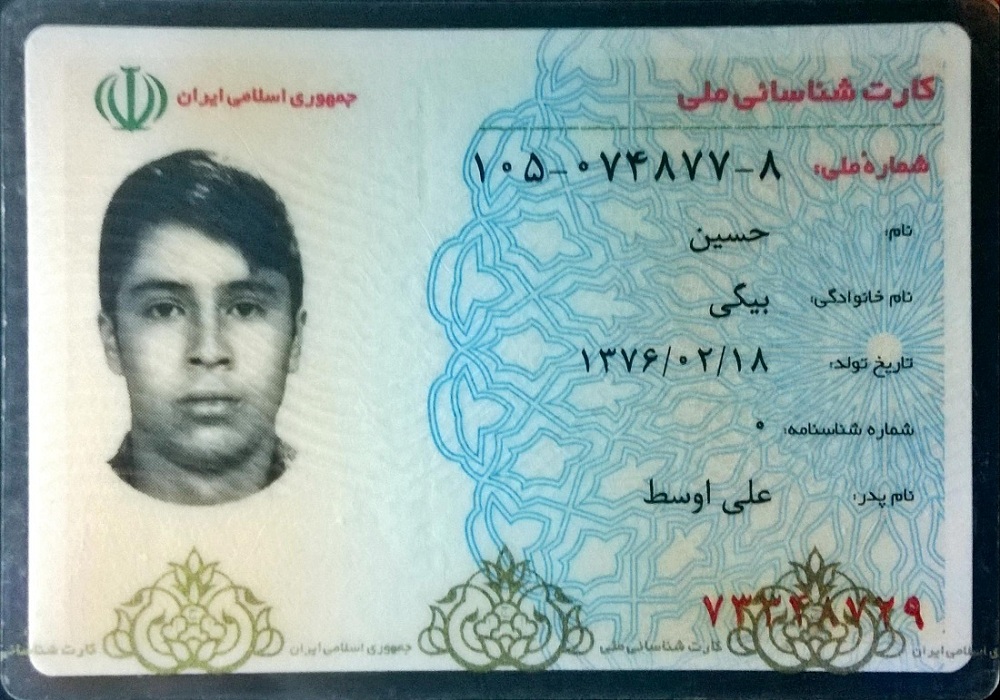 کارت شناسائی ملی
جمهوری اسلامی ایران
شمارهٔ ملی: ۱۰۵-۰۷۴۸۷۷-۸
نام: حسین
نام خانوادگی: بیگی
تاریخ تولد: ۱۳۷۶/۰۲/۱۸
شماره شناسنامه: ۰
نام پدر: علی اوسط
۷۳۳۴۸۷۲۹
ی اسلامی ایران کارت شناسائی ملی جمهوری اسلامی ایران کارت شناسائی